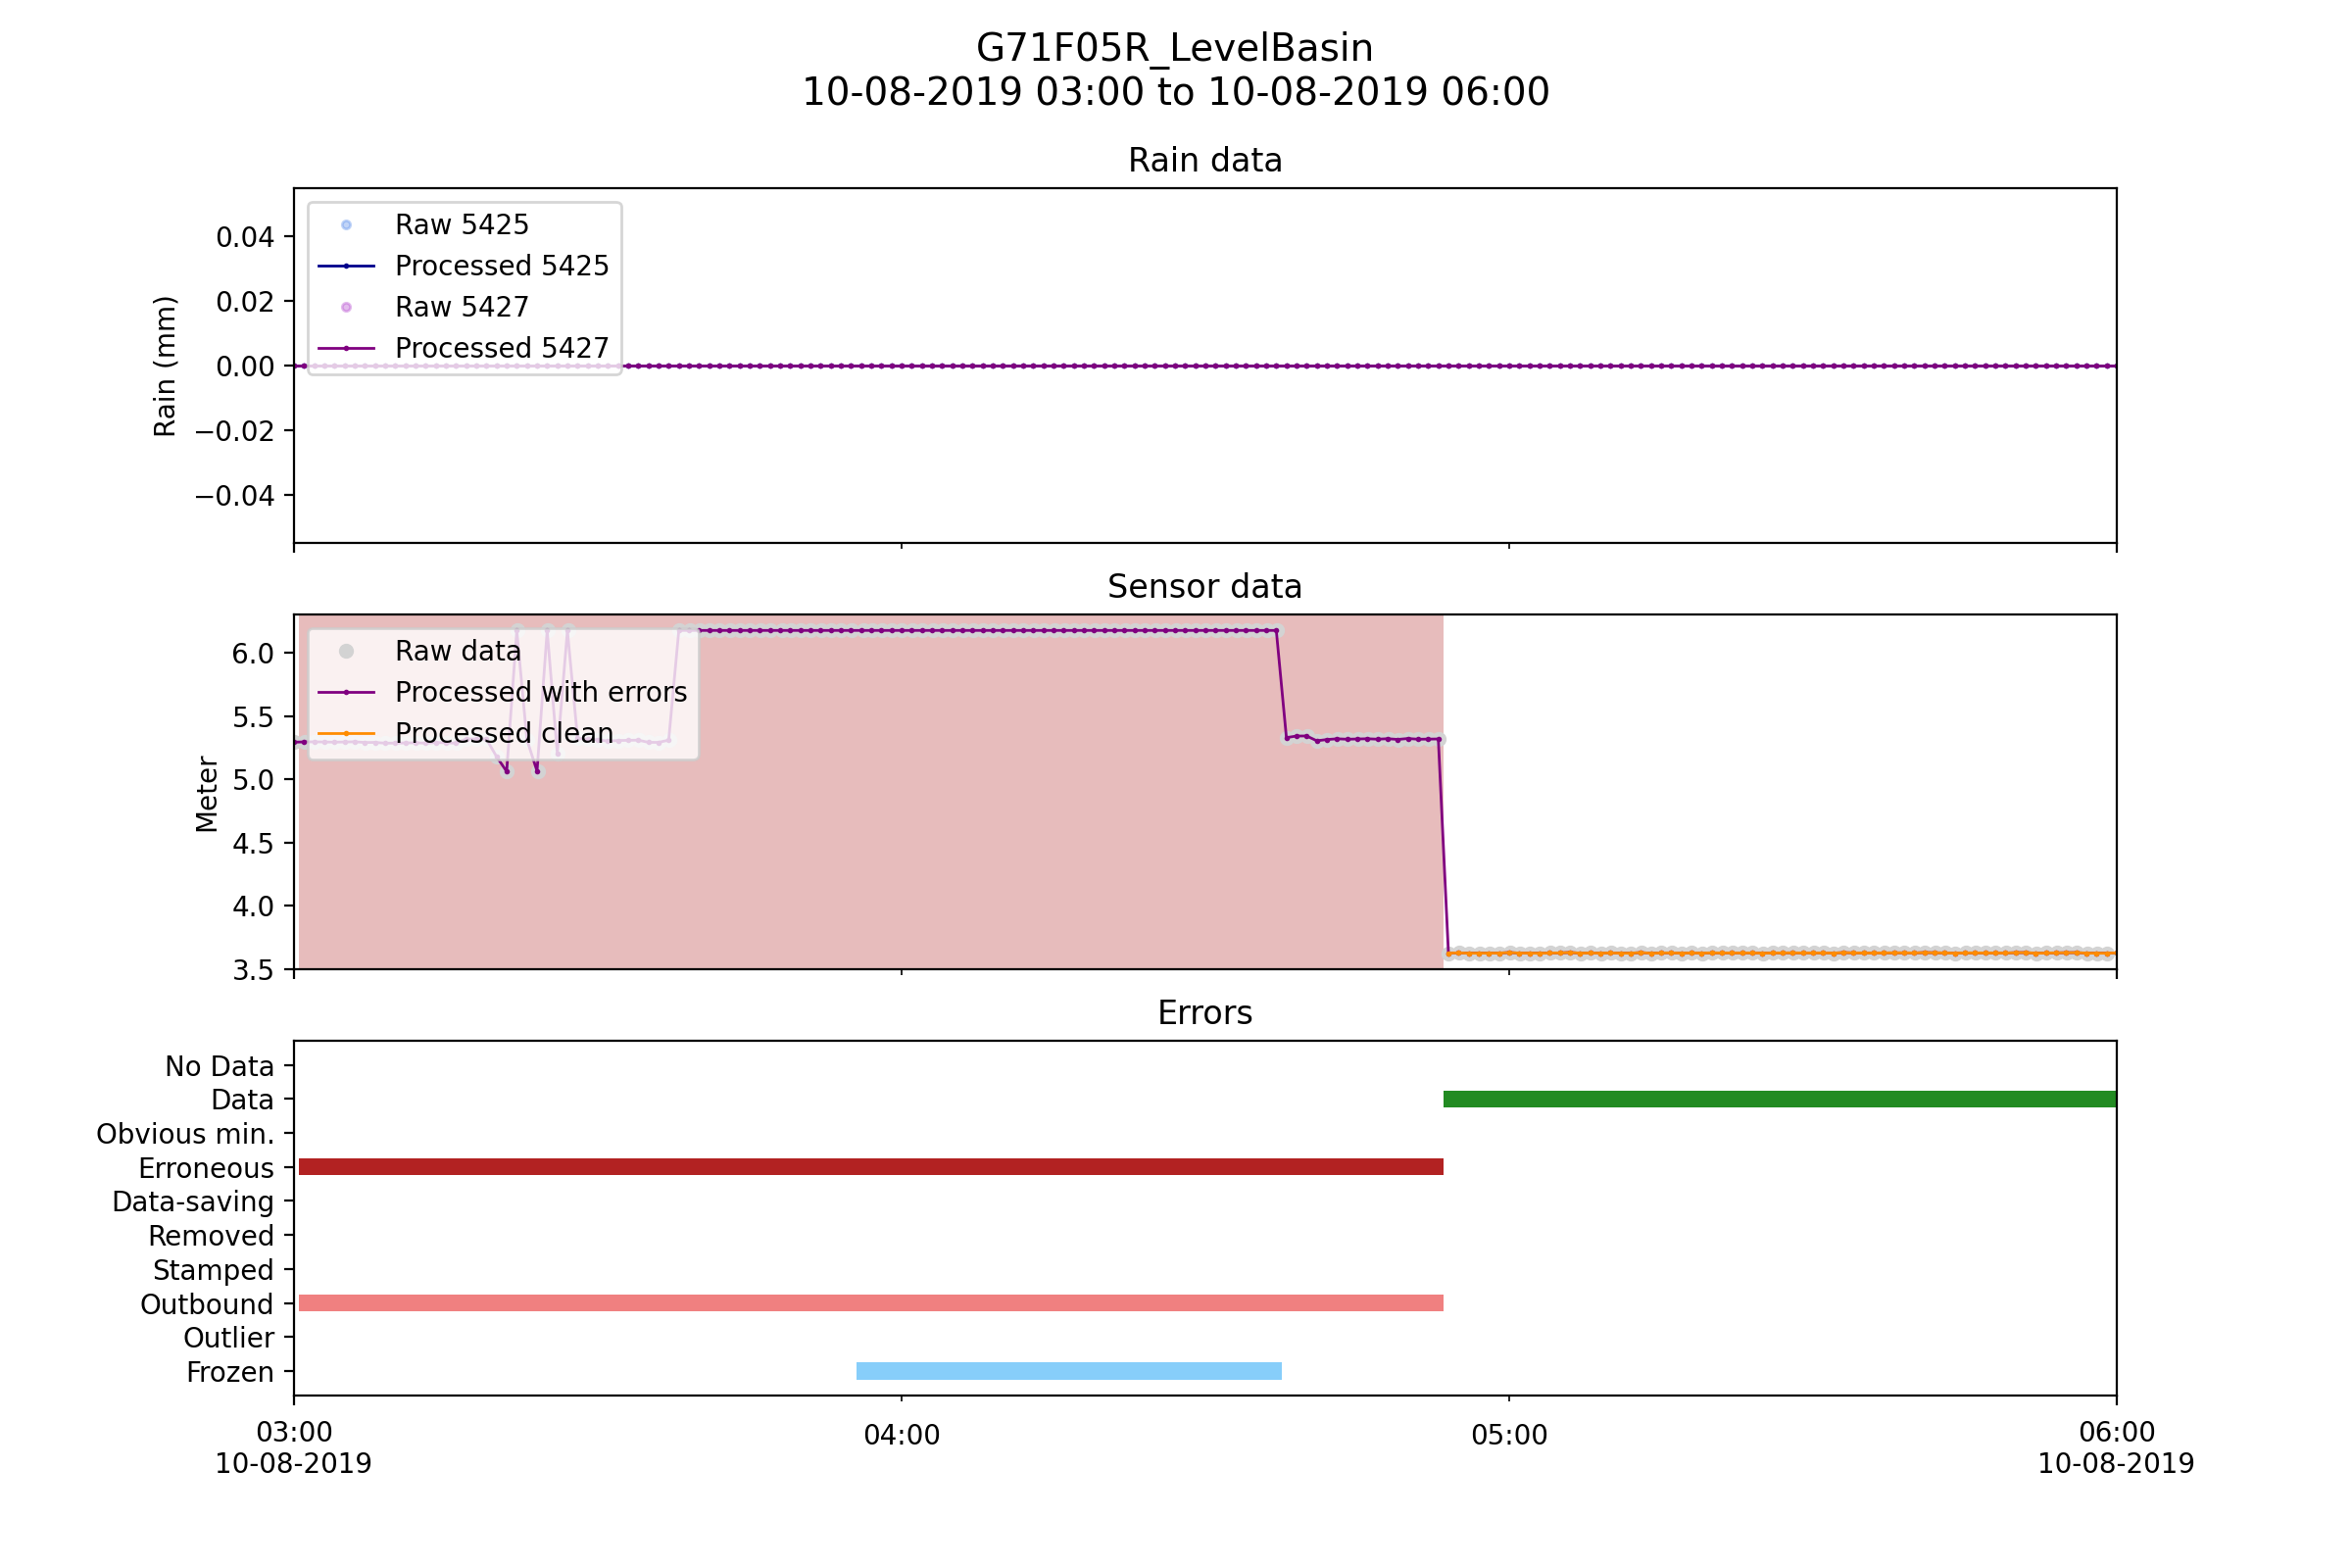 G71F05R_LevelBasin
10-08-2019 03:00 to 10-08-2019 06:00
Rain data
Rain (mm)
0.04
0.02
0.00
−0.02
−0.04
Raw 5425
Processed 5425
Raw 5427
Processed 5427
Sensor data
Meter
6.0
5.5
5.0
4.5
4.0
3.5
Raw data
Processed with errors
Processed clean
Errors
No Data
Data
Obvious min.
Erroneous
Data-saving
Removed
Stamped
Outbound
Outlier
Frozen
03:00
10-08-2019
04:00
05:00
06:00
10-08-2019